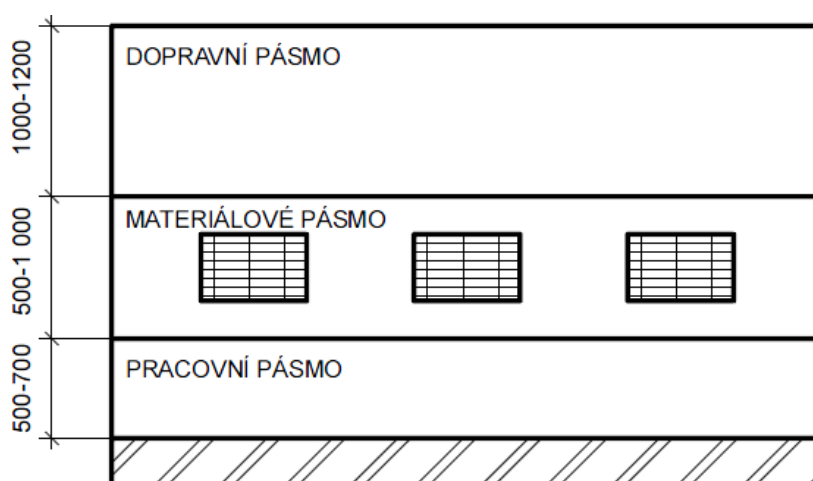 1000-1200
DOPRAVNÍ PÁSMO
500-1 000
MATERIÁLOVÉ PÁSMO
500-700
PRACOVNÍ PÁSMO